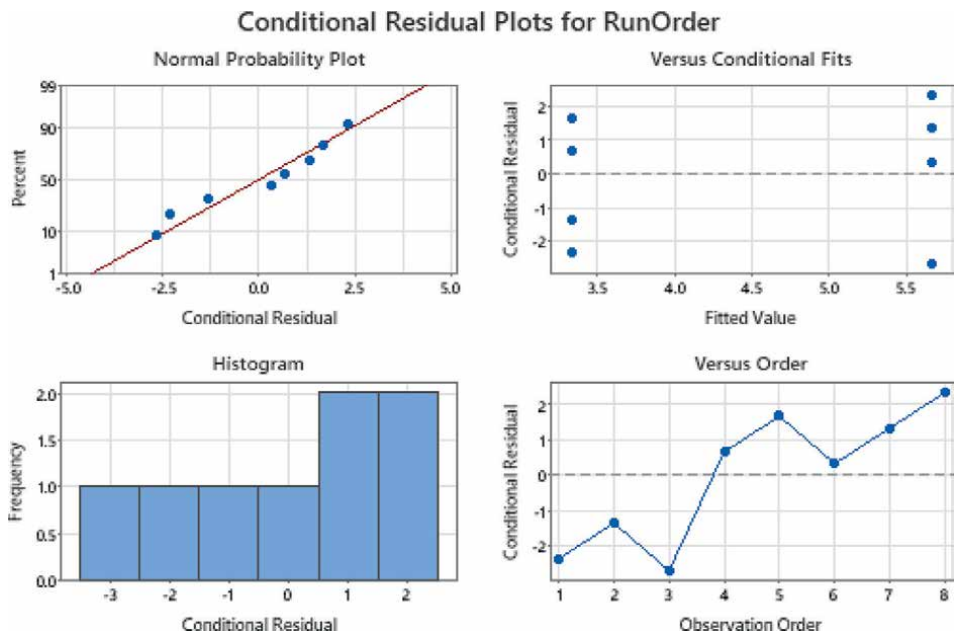 Conditional Residual Plots for RunOrder
Normal Probability Plot
99
90
50
10
1
Percent
-5.0 -2.5 0.0 2.5 5.0
Conditional Residual
Versus Conditional Fits
2
1
0
-1
-2
Conditional Residual
3.5 4.0 4.5 5.0 5.5
Fitted Value
Histogram
2.0
1.5
1.0
0.5
0.0
Frequency
-3 -2 -1 0 1 2
Conditional Residual
Versus Order
2
1
0
-1
-2
Conditional Residual
1 2 3 4 5 6 7 8
Observation Order